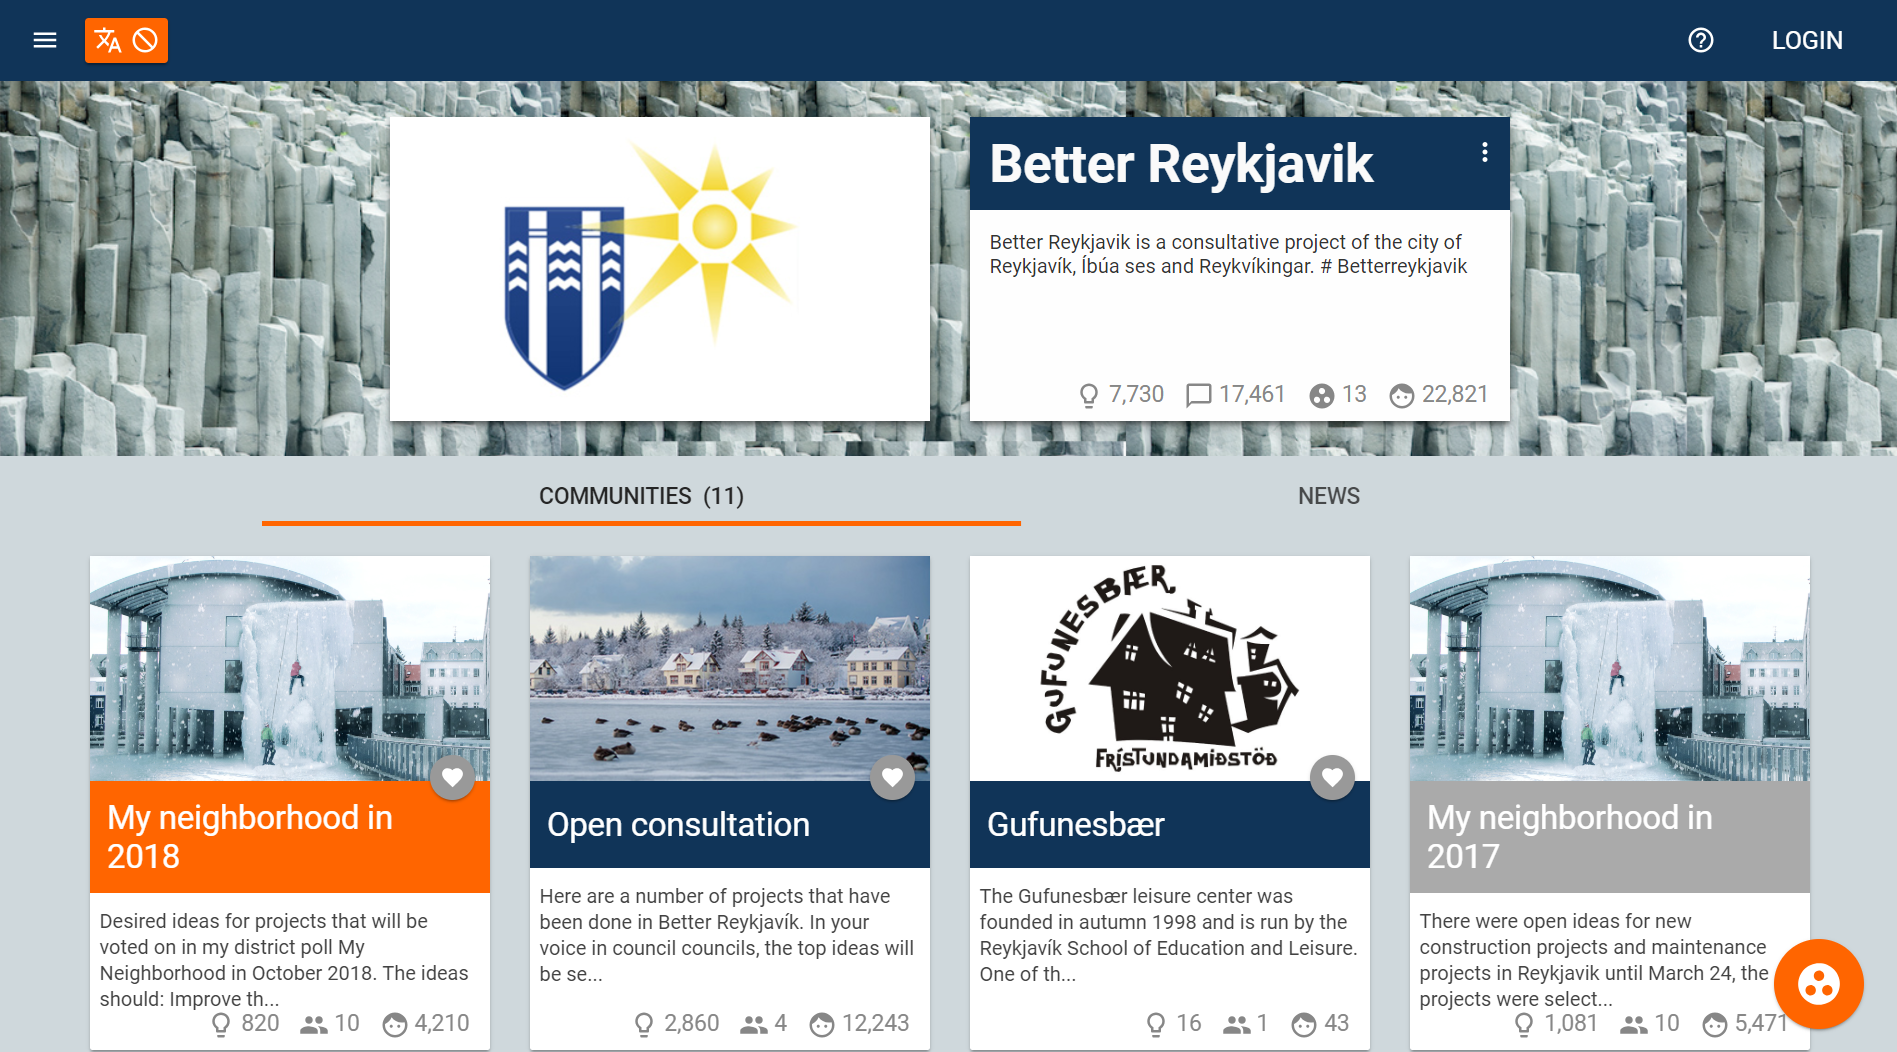 LOGIN
Better Reykjavik
Better Reykjavik is a consultative project of the city of
Reykjavík, Íbúa ses and Reykvíkingar. # Betterreykjavik
7,730 17,461 13 22,821
COMMUNITIES (11)
NEWS
My neighborhood in
2018
Desired ideas for projects that will be
voted on in my district poll My
Neighborhood in October 2018. The ideas
should: Improve th...
820 10 4,210
Open consultation
Here are a number of projects that have
been done in Better Reykjavík. In your
voice in council councils, the top ideas will
be se...
2,860 4 12,243
GUFUNESBÆR
FRÍSTUNDAMIÐSTÖÐ
Gufunesbær
The Gufunesbær leisure center was
founded in autumn 1998 and is run by the
Reykjavík School of Education and Leisure.
One of th...
16 1 43
My neighborhood in
2017
There were open ideas for new
construction projects and maintenance
projects in Reykjavik until March 24, the
projects were select...
1,081 10 5,471